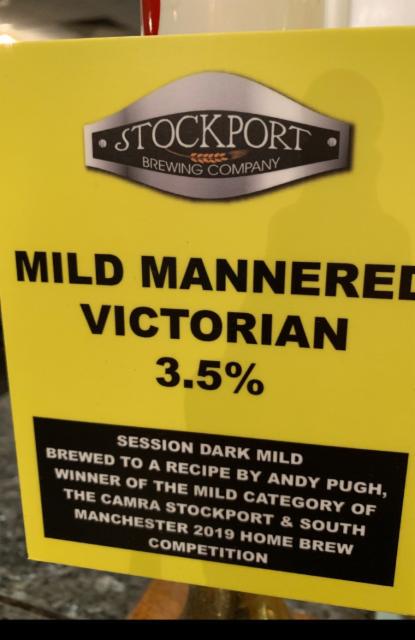 STOCKPORT
BREWING COMPANY
MILD MANNERED
VICTORIAN
3.5%
SESSION DARK MILD
BREWED TO A RECIPE BY ANDY PUGH,
WINNER OF THE MILD CATEGORY OF
THE CAMRA STOCKPORT & SOUTH
MANCHESTER 2019 HOME BREW
COMPETITION